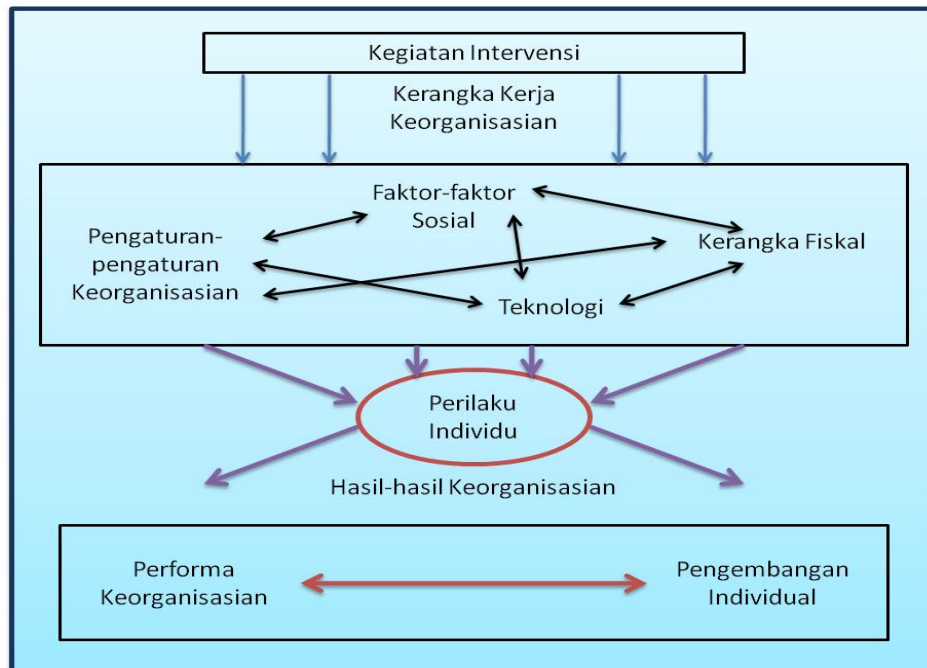 Kegiatan Intervensi
Kerangka Kerja
Keorganisasian
Faktor-faktor
Sosial
Pengaturan-
pengaturan
Keorganisasian
Kerangka Fiskal
Teknologi
Perilaku
Individu
Hasil-hasil Keorganisasian
Performa
Keorganisasian
Pengembangan
Individual